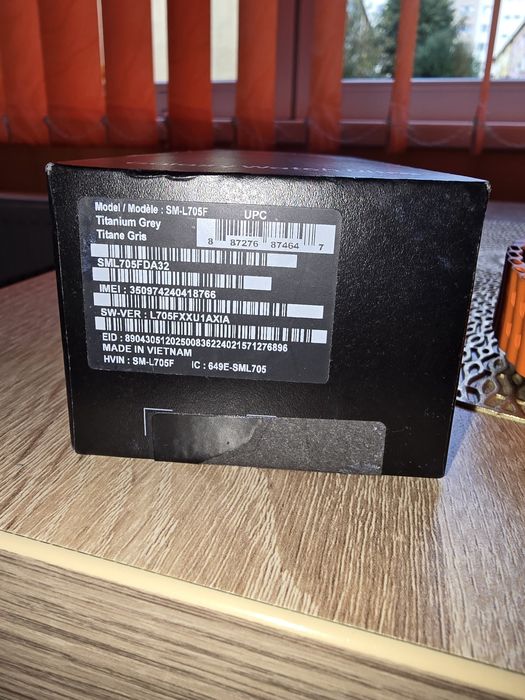 Model / Modèle : SM-L705F
UPC
Titanium Grey
Titane Gris
8 87276 87464 7
SML705FDA32
IMEI : 350974240418766
SW-VER : L705FXXU1AXIA
EID : 89043051202500836224021571276896
MADE IN VIETNAM
HVIN : SM-L705F IC : 649E-SML705